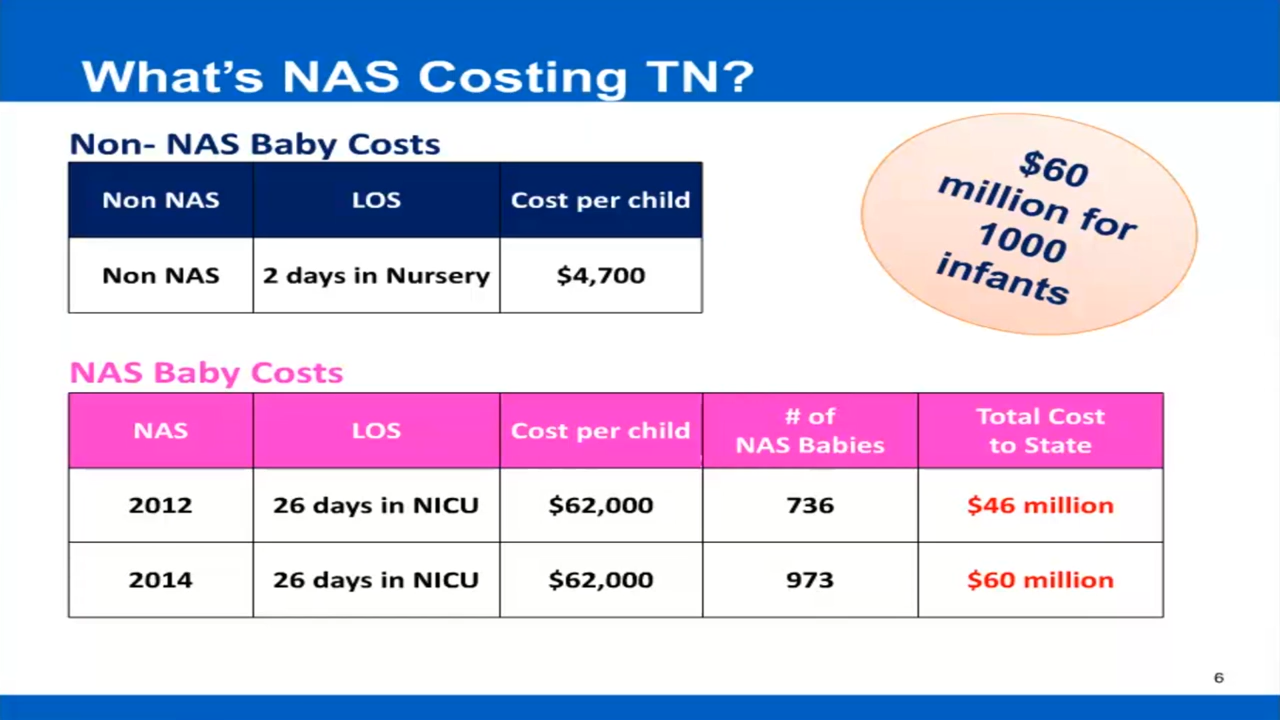 What's NAS Costing TN?
Non- NAS Baby Costs
Non NAS LOS Cost per child
Non NAS 2 days in Nursery $4,700
$60
million for
1000
infants
NAS Baby Costs
NAS LOS Cost per child # of NAS Babies Total Cost to State
2012 26 days in NICU $62,000 736 $46 million
2014 26 days in NICU $62,000 973 $60 million
6